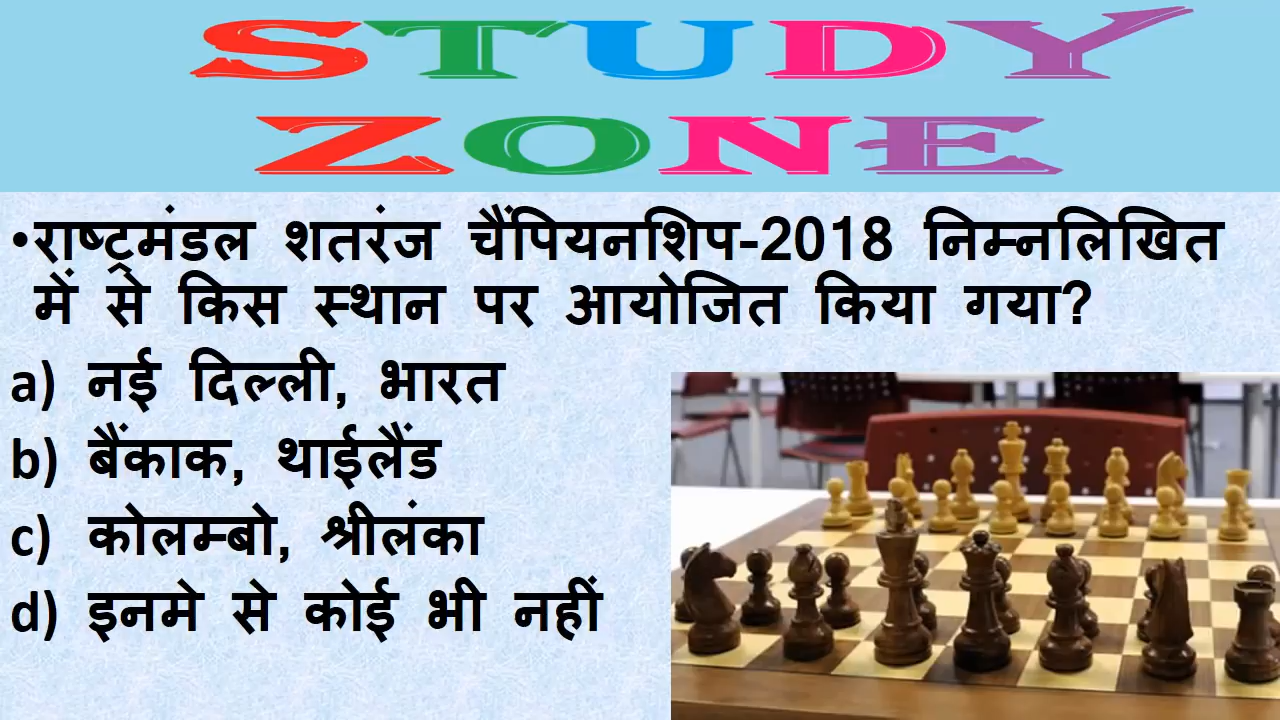 STUDY
ZONE
•राष्ट्रमंडल शतरंज चैंपियनशिप-2018 निम्नलिखित
में से किस स्थान पर आयोजित किया गया?
a) नई दिल्ली, भारत
b) बैंकाक, थाईलैंड
c) कोलम्बो, श्रीलंका
d) इनमे से कोई भी नहीं